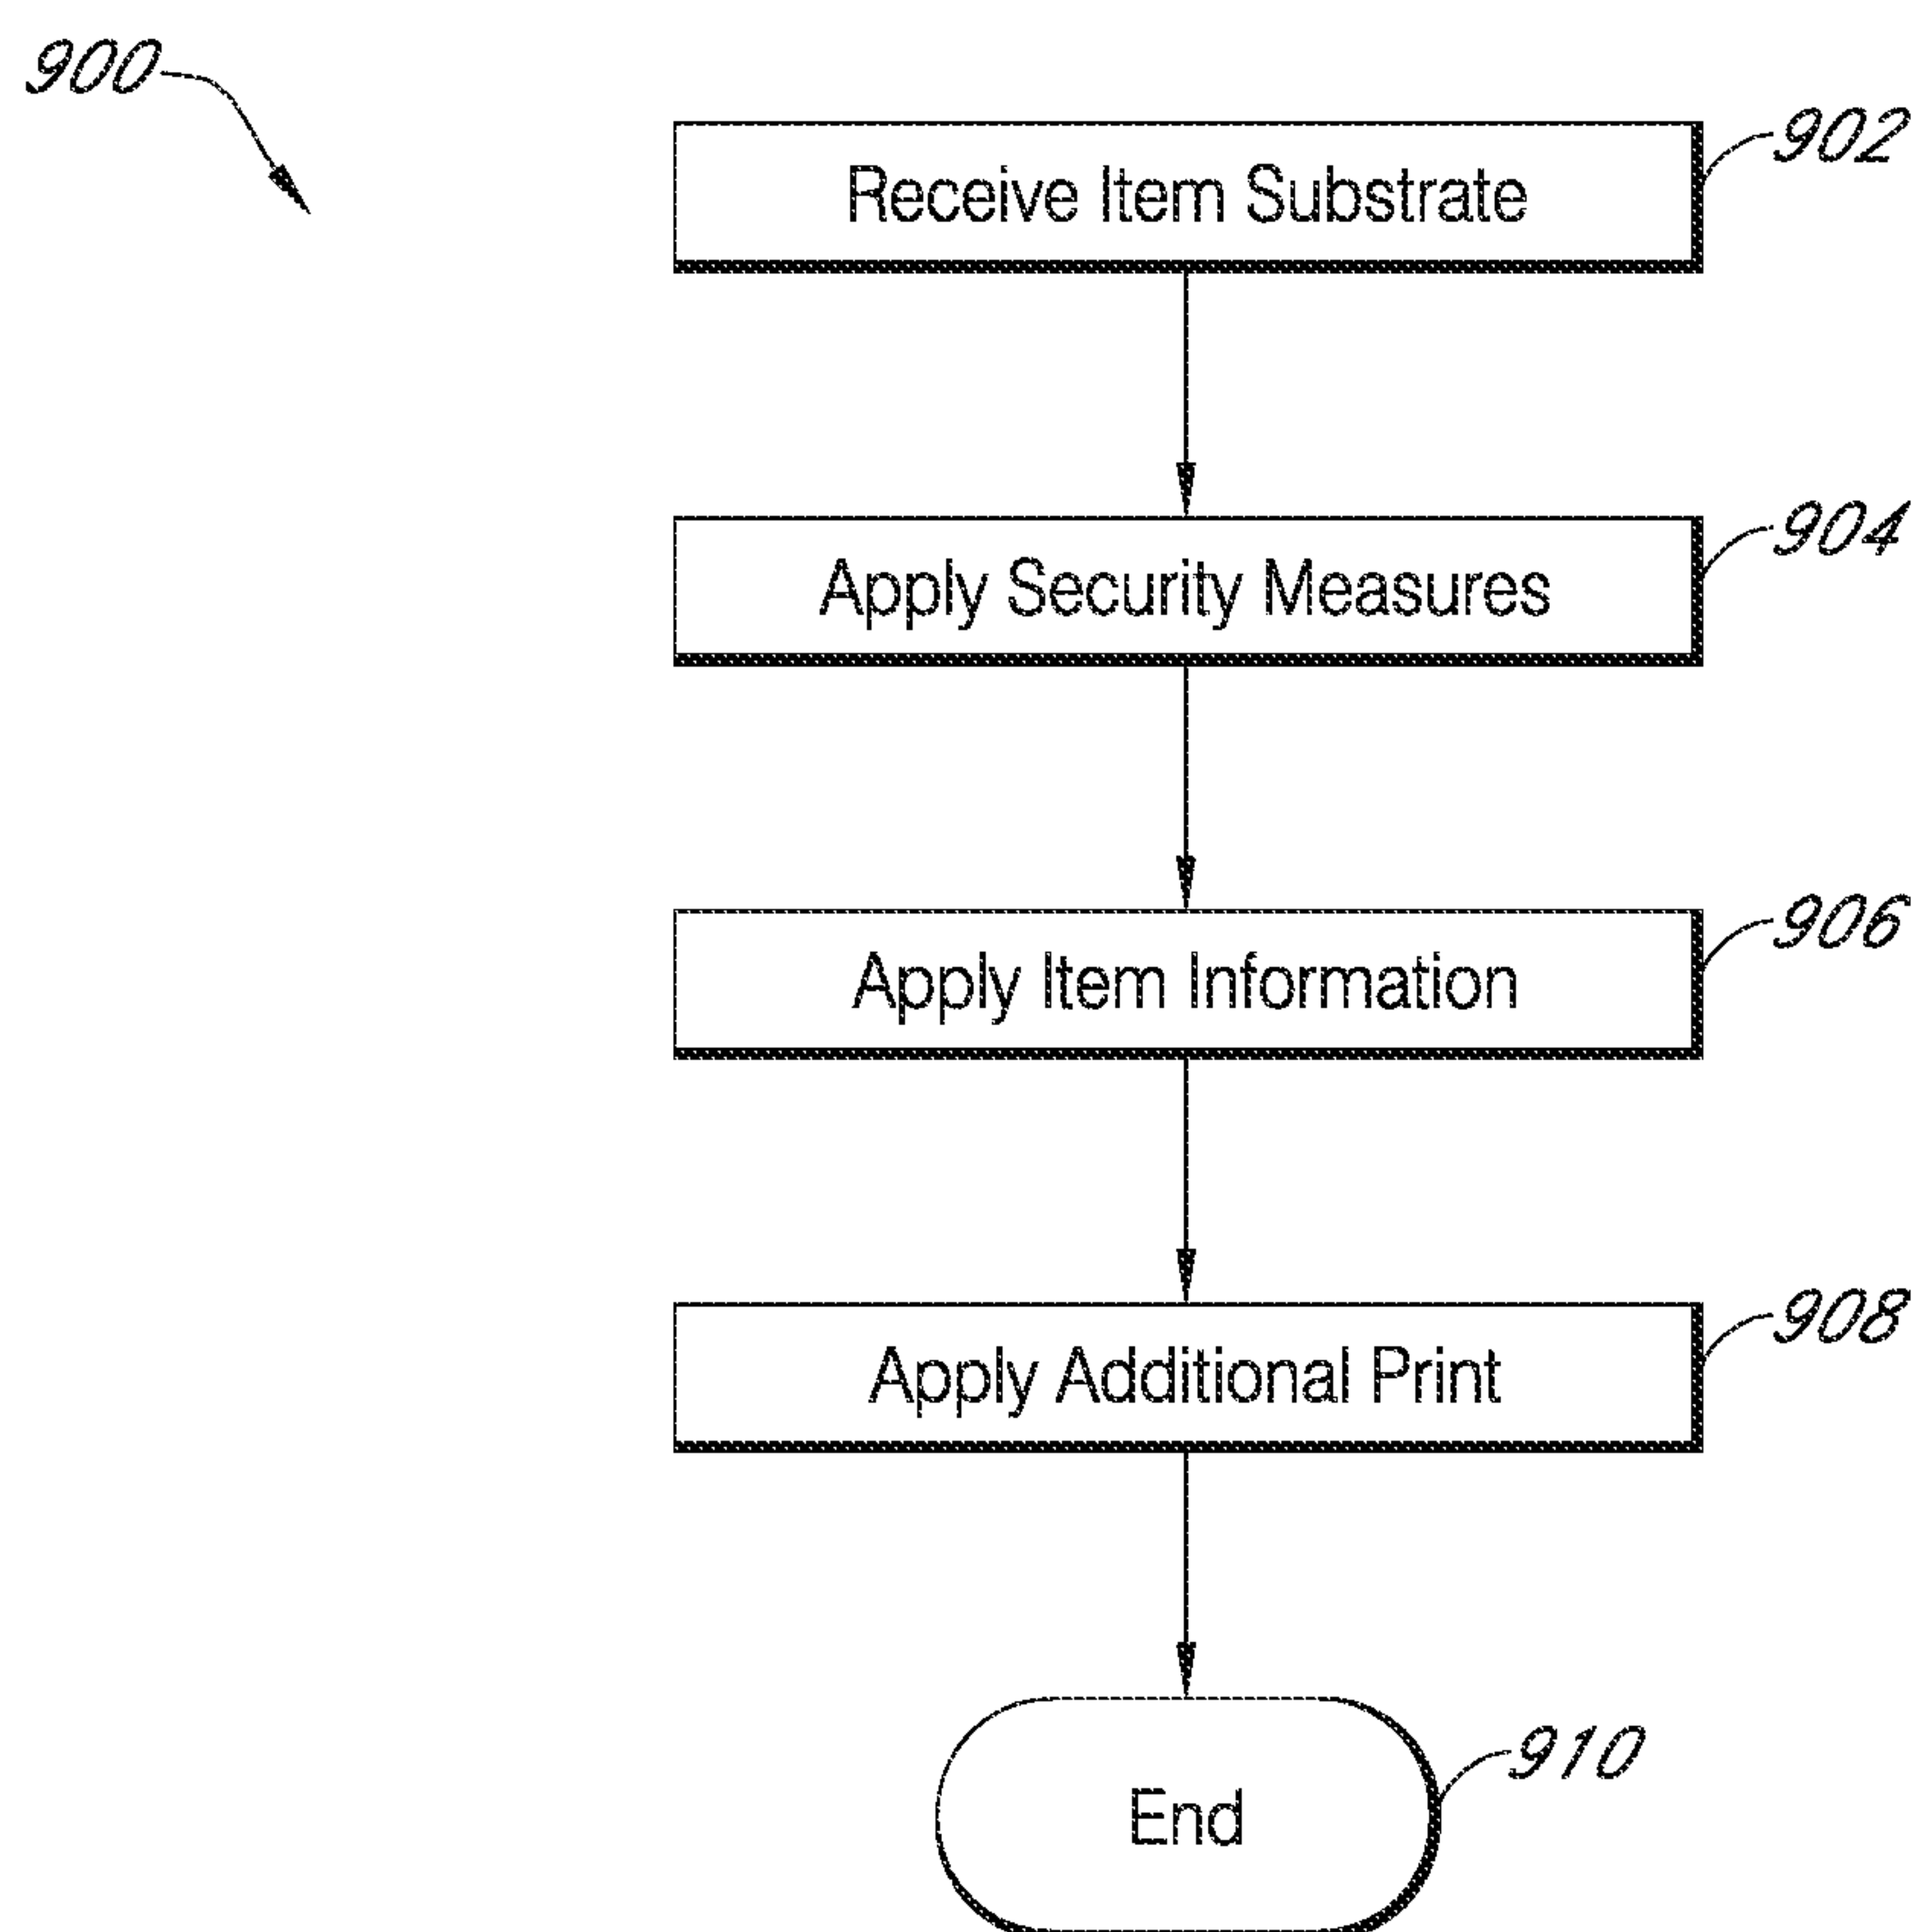 900
Receive Item Substrate
902
Apply Security Measures
904
Apply Item Information
906
Apply Additional Print
908
End
910